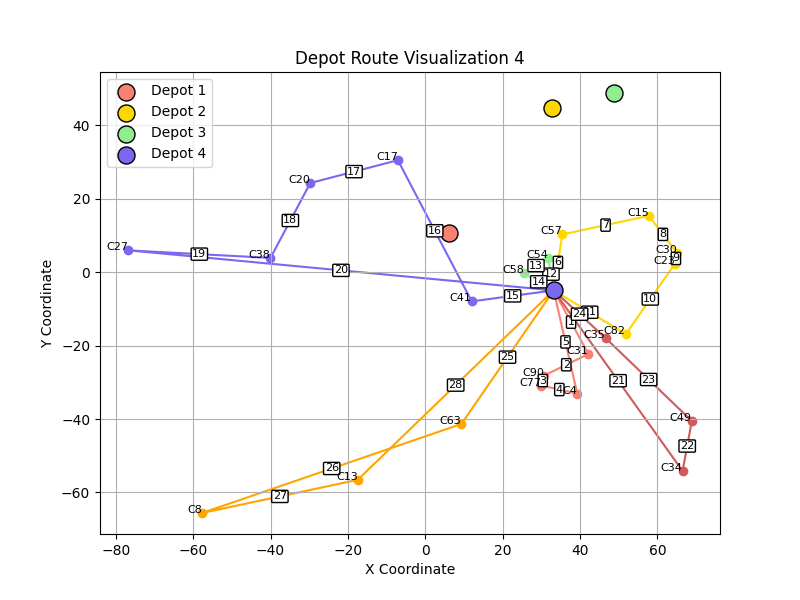 Depot Route Visualization 4
Depot 1
Depot 2
Depot 3
Depot 4
Y Coordinate
40
20
0
−20
−40
−60
C17
C20
17
18
16
C27
19
C38
20
C41
15
C57
7
C15
8
C30
9
C23
10
C54
6
13
C58
12
14
24
11
1
C35
C82
5
C31
2
C90
3
C77
4
C4
21
23
C49
22
C34
25
28
C63
26
C13
27
C8
−80
−60
−40
−20
0
20
40
60
X Coordinate